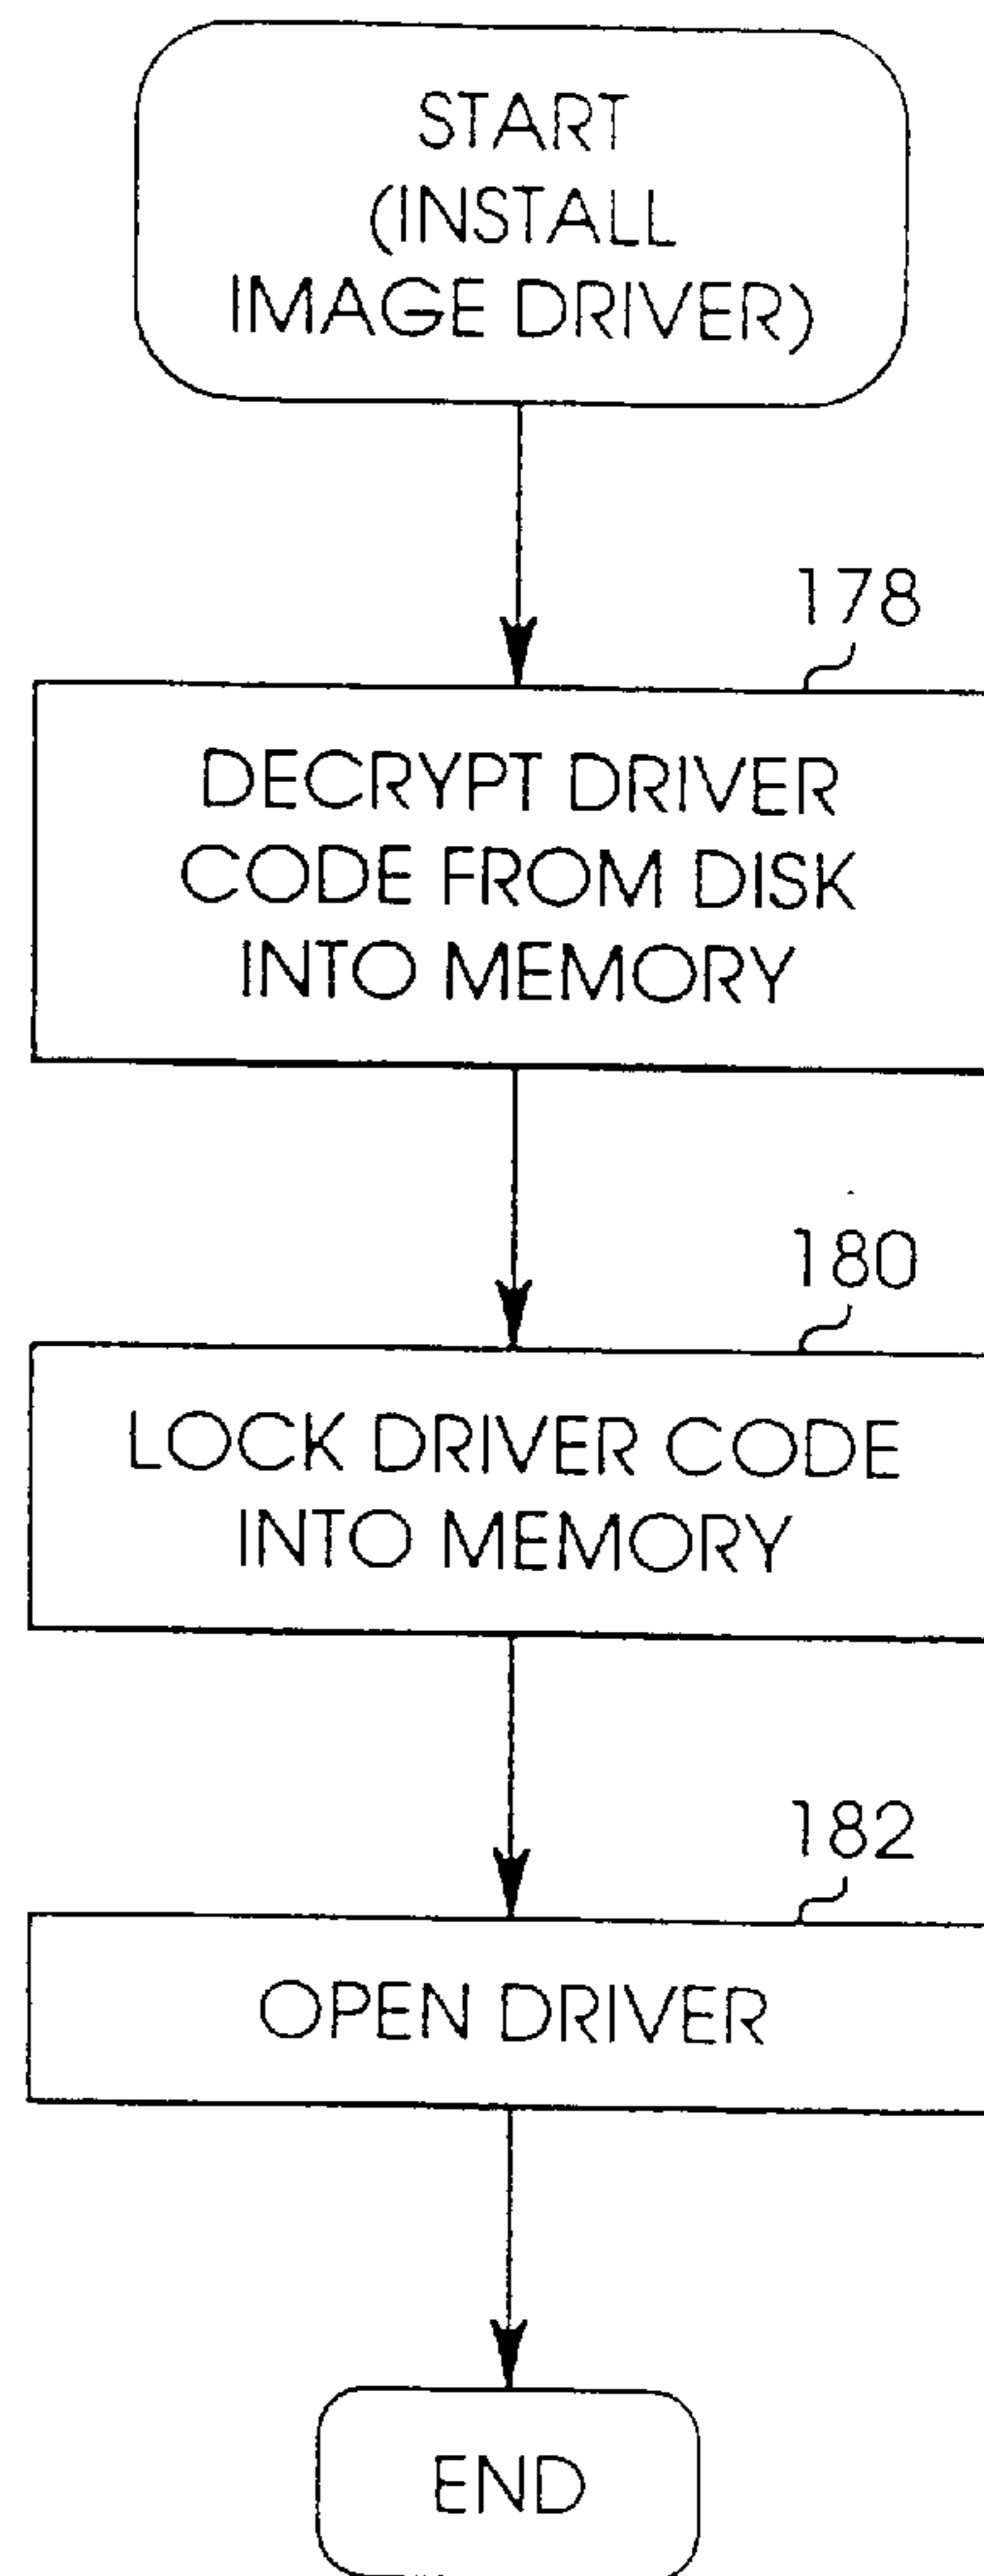 START
(INSTALL
IMAGE DRIVER)
178
DECRYPT DRIVER
CODE FROM DISK
INTO MEMORY
180
LOCK DRIVER CODE
INTO MEMORY
182
OPEN DRIVER
END